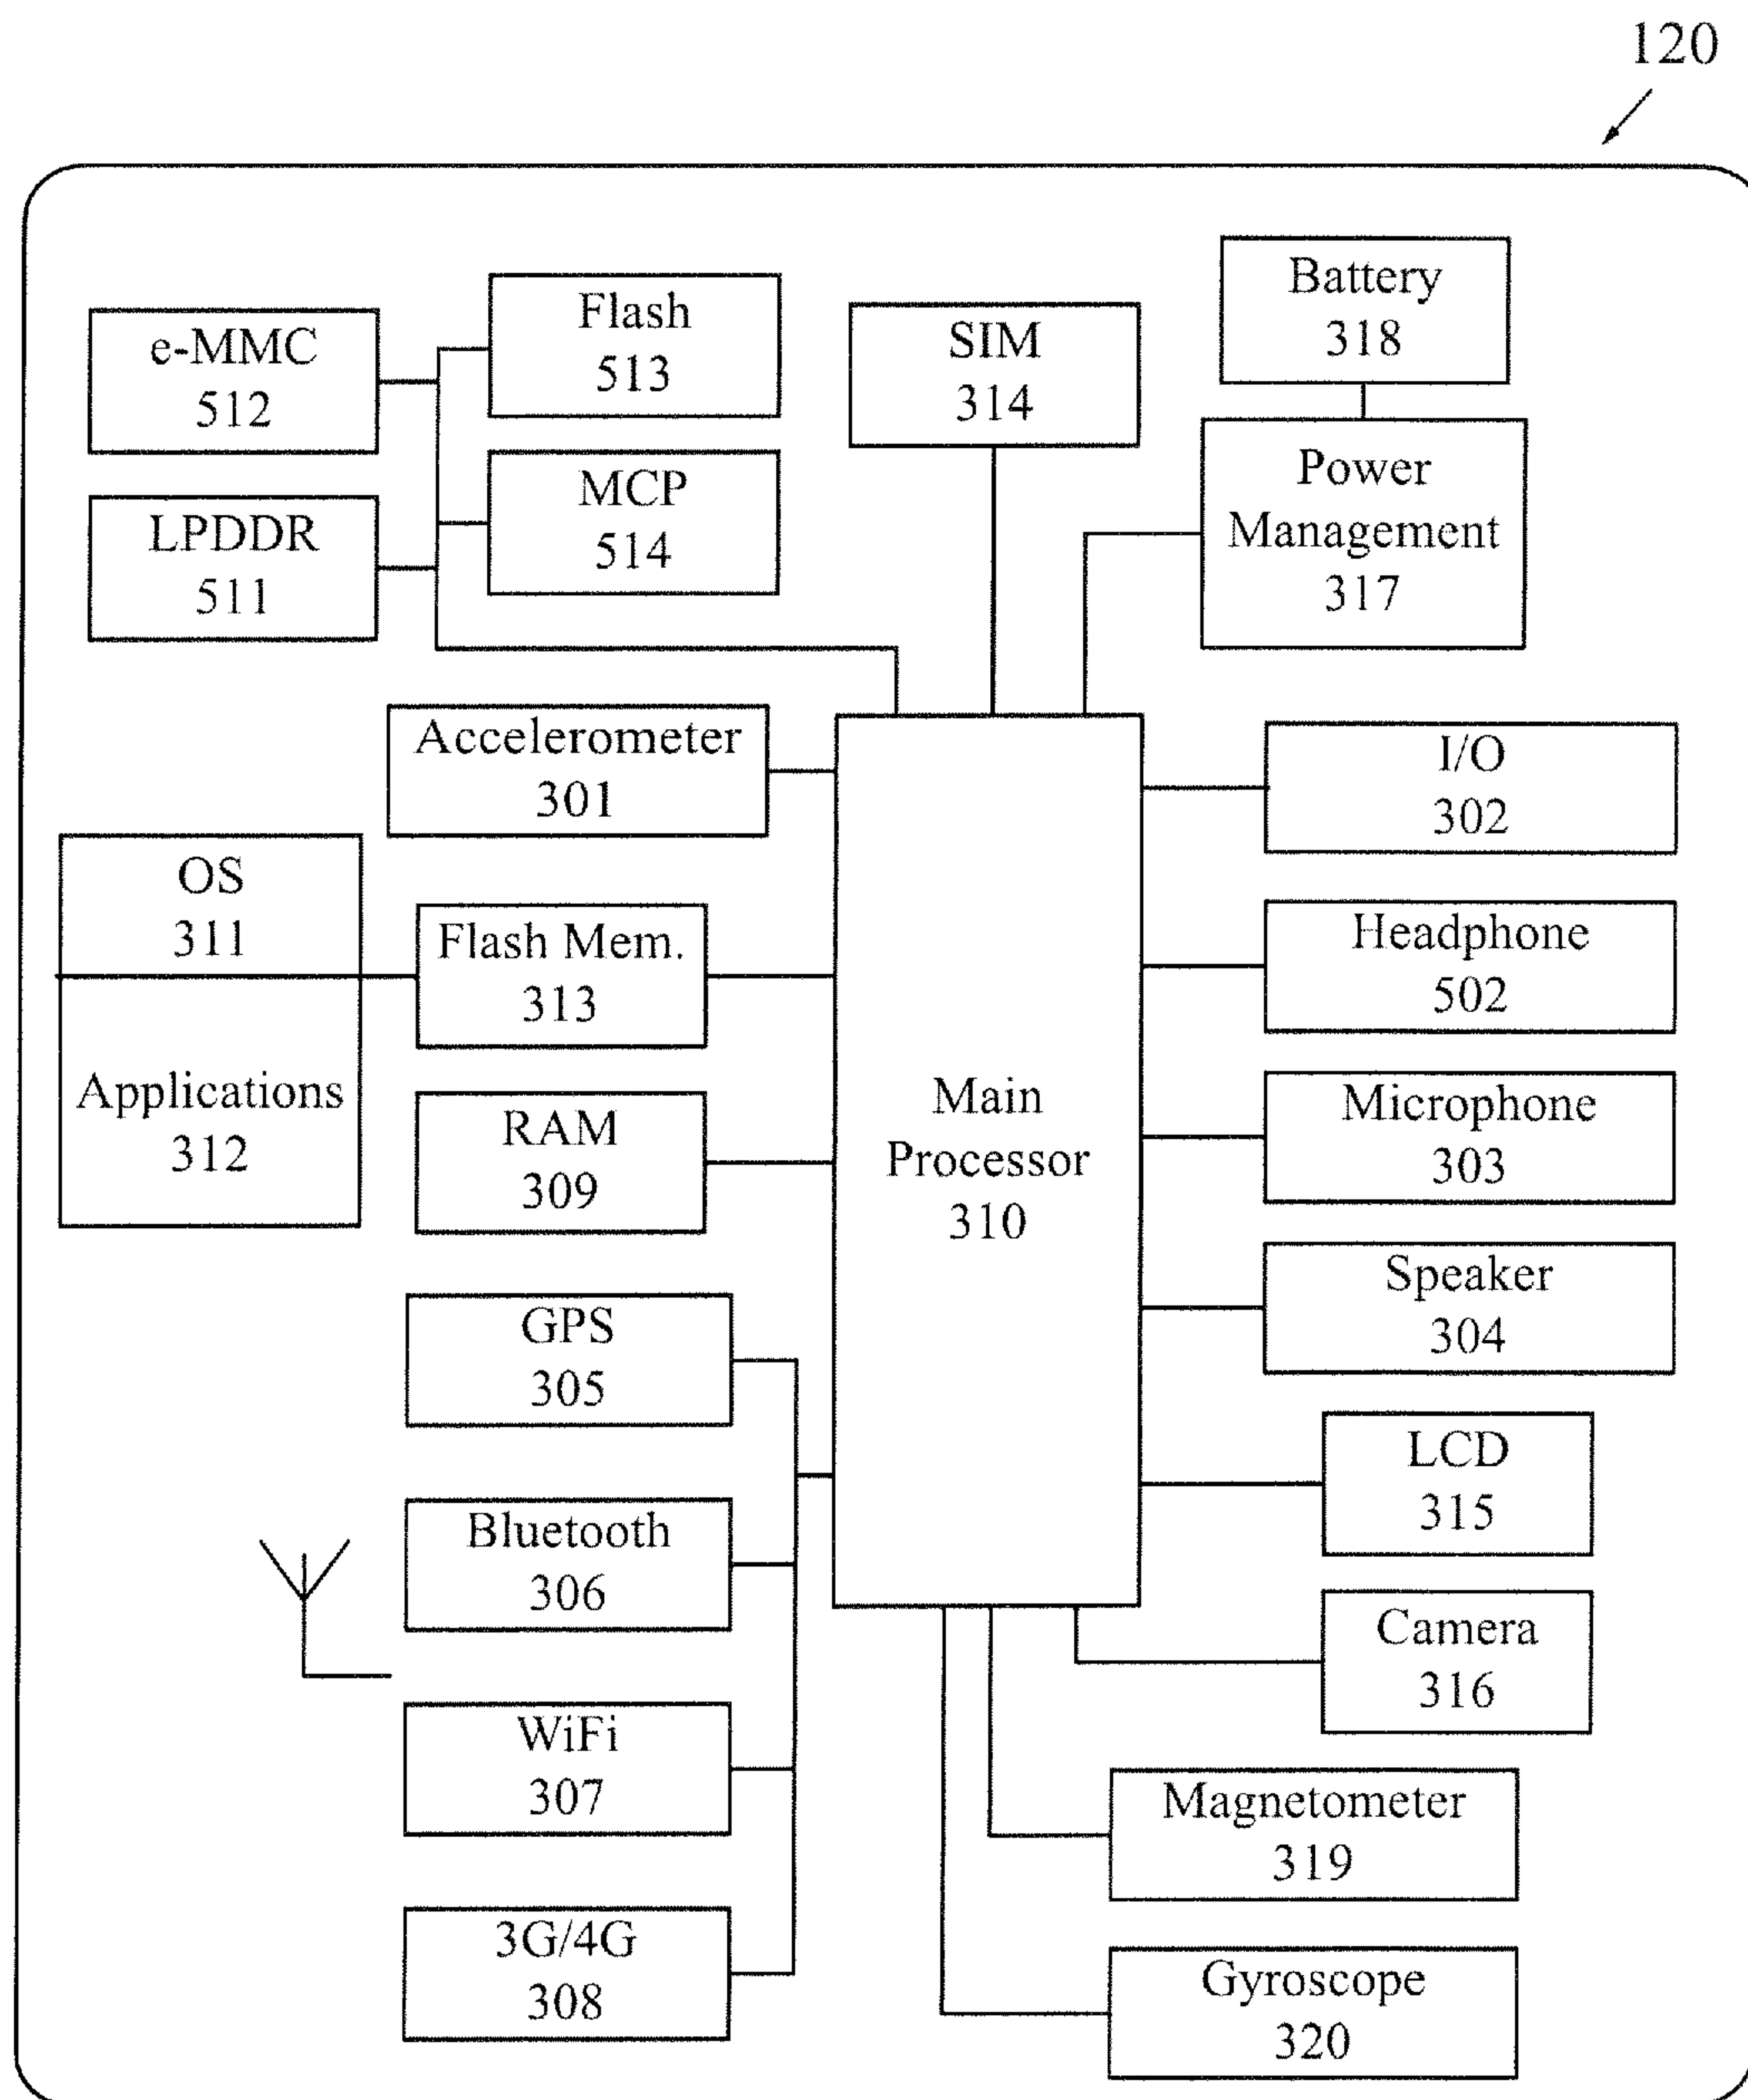 120
Battery
318
Flash
513
SIM
314
e-MMC
512
Power
Management
317
MCP
514
LPDDR
511
Accelerometer
301
I/O
302
OS
311
Flash Mem.
313
Headphone
502
Applications
312
RAM
309
Main
Processor
310
Microphone
303
Speaker
304
GPS
305
LCD
315
Bluetooth
306
Camera
316
WiFi
307
Magnetometer
319
3G/4G
308
Gyroscope
320